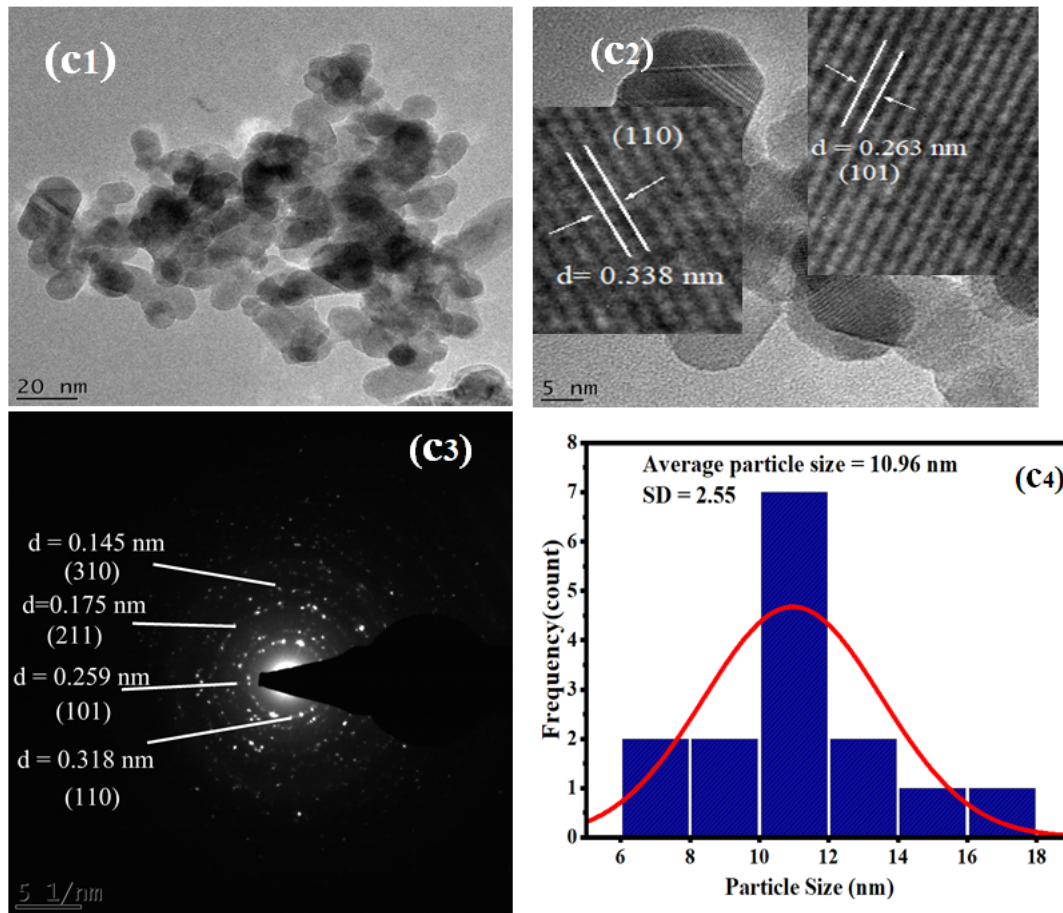 (c1)
20 nm
(c2)
(110)
d= 0.338 nm
d = 0.263 nm
(101)
5 nm
(c3)
d = 0.145 nm
(310)
d=0.175 nm
(211)
d = 0.259 nm
(101)
d = 0.318 nm
(110)
5 1/nm
(c4)
Average particle size = 10.96 nm
SD = 2.55
Frequency(count)
8
7
6
5
4
3
2
1
0
6 8 10 12 14 16 18
Particle Size (nm)